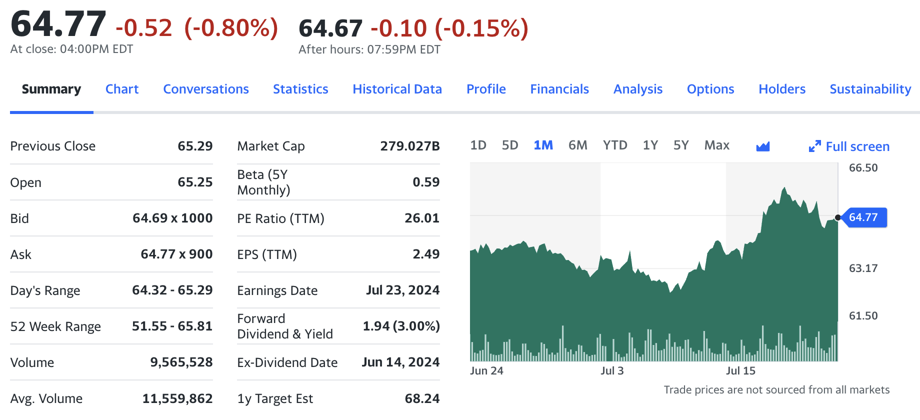 64.77 -0.52 (-0.80%) 64.67 -0.10 (-0.15%)
At close: 04:00PM EDT After hours: 07:59PM EDT
Summary Chart Conversations Statistics Historical Data Profile Financials Analysis Options Holders Sustainability
Previous Close 65.29
Open 65.25
Bid 64.69 x 1000
Ask 64.77 x 900
Day's Range 64.32 - 65.29
52 Week Range 51.55 - 65.81
Volume 9,565,528
Avg. Volume 11,559,862
Market Cap 279.027B
Beta (5Y
Monthly) 0.59
PE Ratio (TTM) 26.01
EPS (TTM) 2.49
Earnings Date Jul 23, 2024
Forward
Dividend & Yield 1.94 (3.00%)
Ex-Dividend Date Jun 14, 2024
1y Target Est 68.24
1D 5D 1M 6M YTD 1Y 5Y Max Full screen
66.50
64.77
63.17
61.50
Jun 24 Jul 3 Jul 15
Trade prices are not sourced from all markets